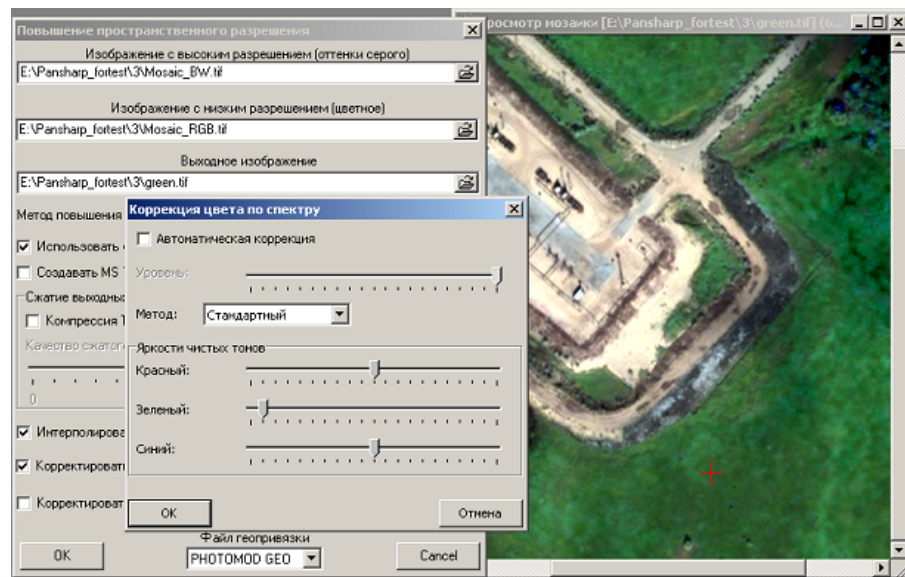 Повышение пространственного разрешения
росмотр мозаики [E:\Pansharp_fortest\3\green.tif] (6...
Изображение с высоким разрешением (оттенки серого)
E:\Pansharp_fortest\3\Mosaic_BW.tif
Изображение с низким разрешением (цветное)
E:\Pansharp_fortest\3\Mosaic_RGB.tif
Выходное изображение
E:\Pansharp_fortest\3\green.tif
Метод повышения
Коррекция цвета по спектру
Использовать
Автоматическая коррекция
Создавать MS
Уровень:
Сжатие выходны
Метод:
Стандартный
Компрессия
Качество сжатог
Яркости чистых тонов
Красный:
0
Зеленый:
Интерполирова
Синий:
Корректироват
Корректироват
OK
Отмена
Файл геопривязки
OK
PHOTOMOD GEO
Cancel